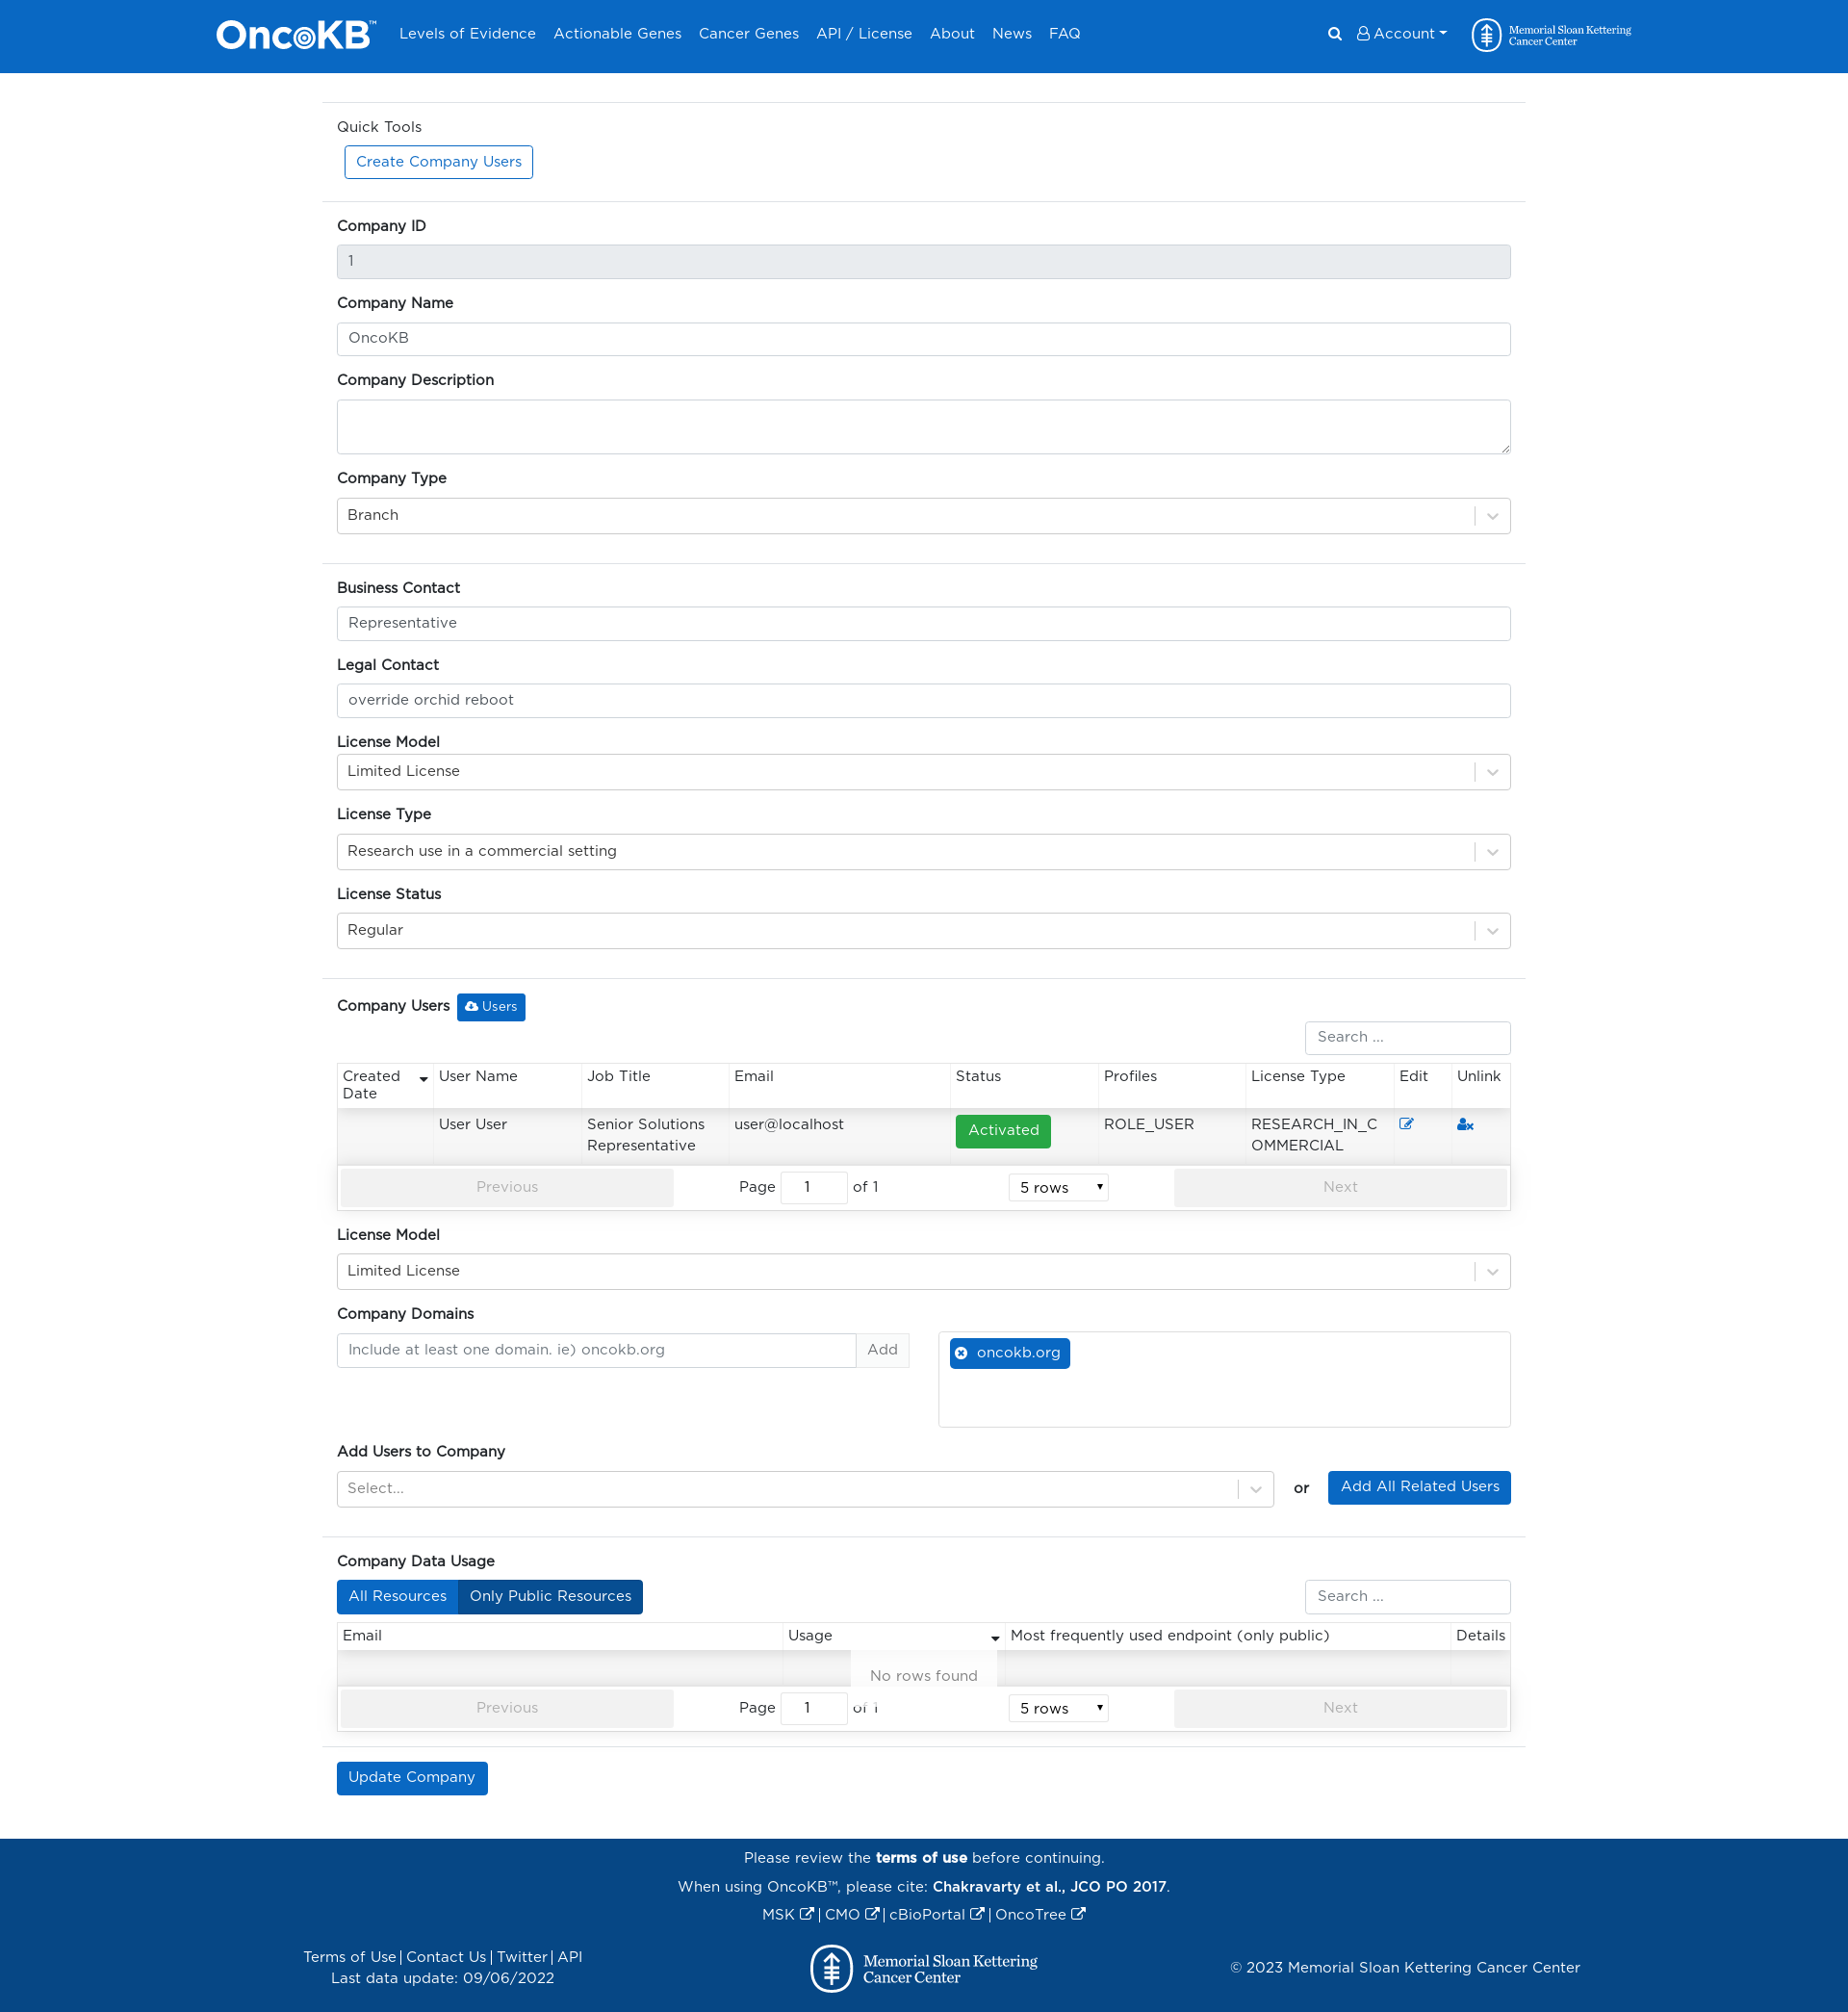 OncoKB™ Levels of Evidence Actionable Genes Cancer Genes API / License About News FAQ Account Memorial Sloan Kettering Cancer Center
Quick Tools
Create Company Users
Company ID
1
Company Name
OncoKB
Company Description
Company Type
Branch
Business Contact
Representative
Legal Contact
override orchid reboot
License Model
Limited License
License Type
Research use in a commercial setting
License Status
Regular
Company Users Users
Search ...
Created Date User Name Job Title Email Status Profiles License Type Edit Unlink
User User Senior Solutions Representative user@localhost Activated ROLE_USER RESEARCH_IN_COMMERCIAL
Previous Page 1 of 1 5 rows Next
License Model
Limited License
Company Domains
Include at least one domain. ie) oncokb.org Add oncokb.org
Add Users to Company
Select... or Add All Related Users
Company Data Usage
All Resources Only Public Resources Search ...
Email Usage Most frequently used endpoint (only public) Details
No rows found
Previous Page 1 of 1 5 rows Next
Update Company
Please review the terms of use before continuing.
When using OncoKB™, please cite: Chakravarty et al., JCO PO 2017.
MSK | CMO | cBioPortal | OncoTree
Terms of Use | Contact Us | Twitter | API
Last data update: 09/06/2022
Memorial Sloan Kettering
Cancer Center
© 2023 Memorial Sloan Kettering Cancer Center